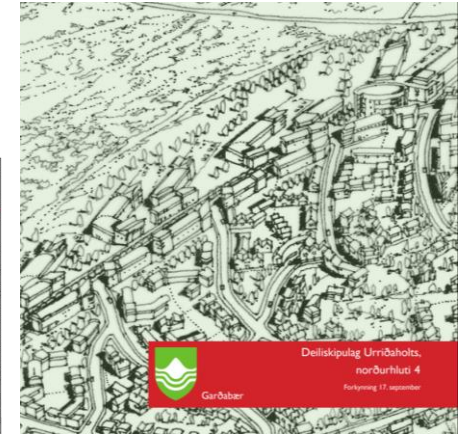 Deiliskipulag Urriðaholts,
norðurhluti 4
Forkynning 17. september
Garðabær